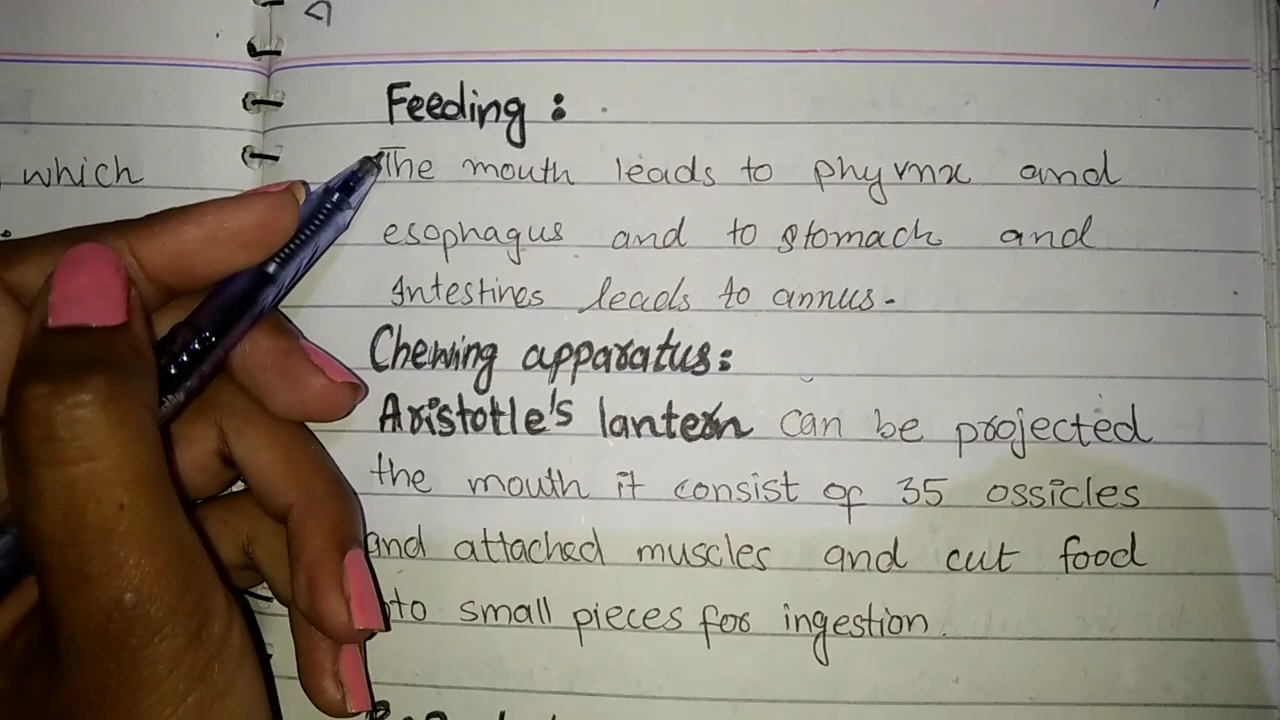 which
Feeding:
The mouth leads to phyrnx and
esophagus and to stomach and
Intestines leads to annus.
Chewing apparatus:
Aristotle's lantern can be projected
the mouth it consist of 35 ossicles
and attached muscles and cut food
to small pieces for ingestion.